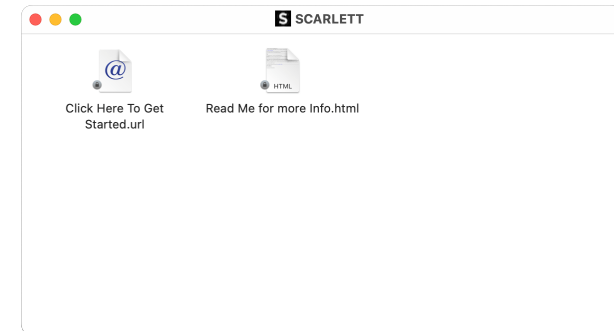 S SCARLETT
@
HTML
Click Here To Get
Started.url
Read Me for more Info.html